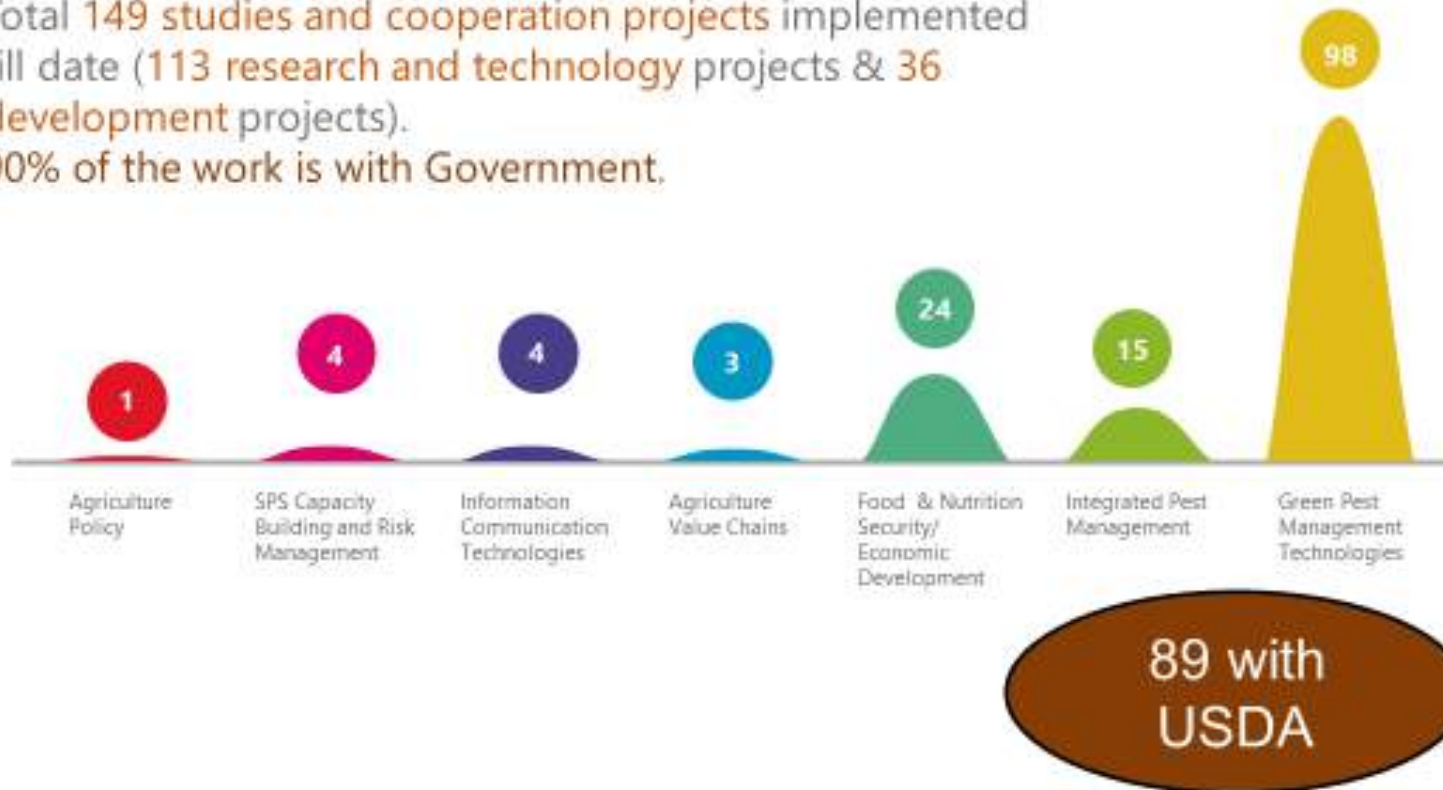 otal 149 studies and cooperation projects implemented
ill date (113 research and technology projects & 36
development projects).
00% of the work is with Government.
98
24
4
4
3
15
1
Agriculture
Policy
SPS Capacity
Building and Risk
Management
Information
Communication
Technologies
Agriculture
Value Chains
Food & Nutrition
Security/
Economic
Development
Integrated Pest
Management
Green Pest
Management
Technologies
89 with
USDA